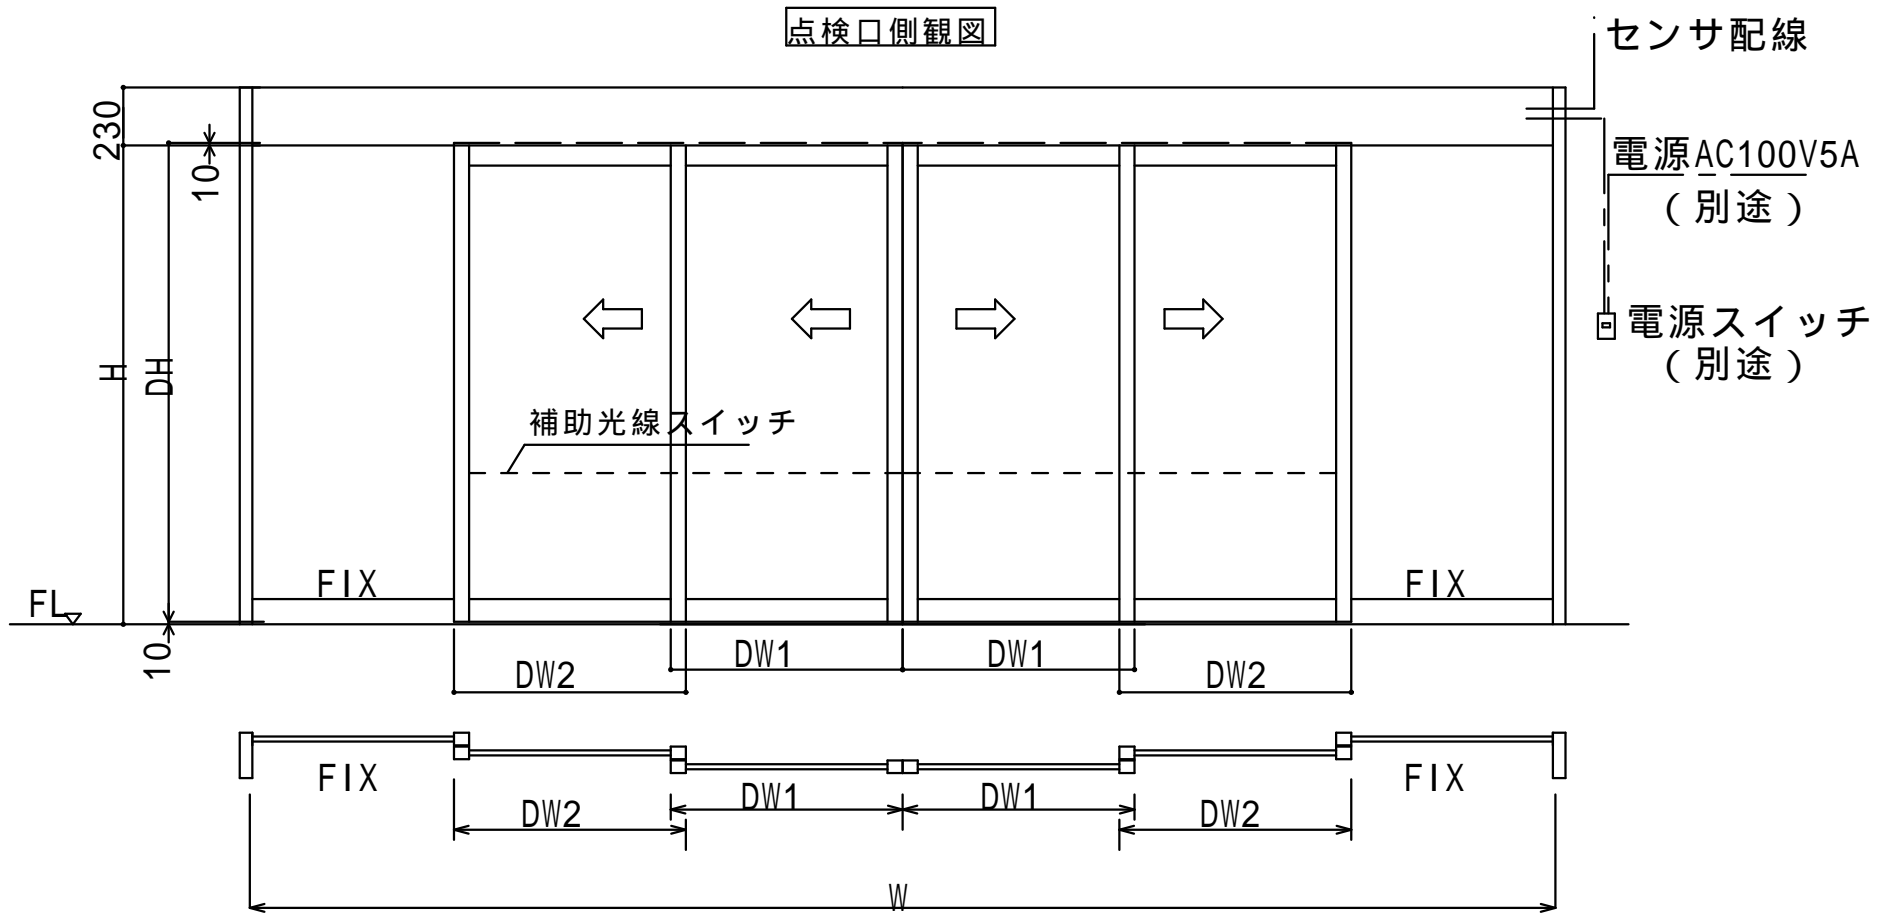 点検口側観図
センサ配線
230
10
電源AC100V5A
(別途)
電源スイッチ
(別途)
H
DH
補助光線スイッチ
FIX
FIX
FL
10
DW1
DW1
DW2
DW2
FIX
FIX
DW1
DW1
DW2
DW2
W